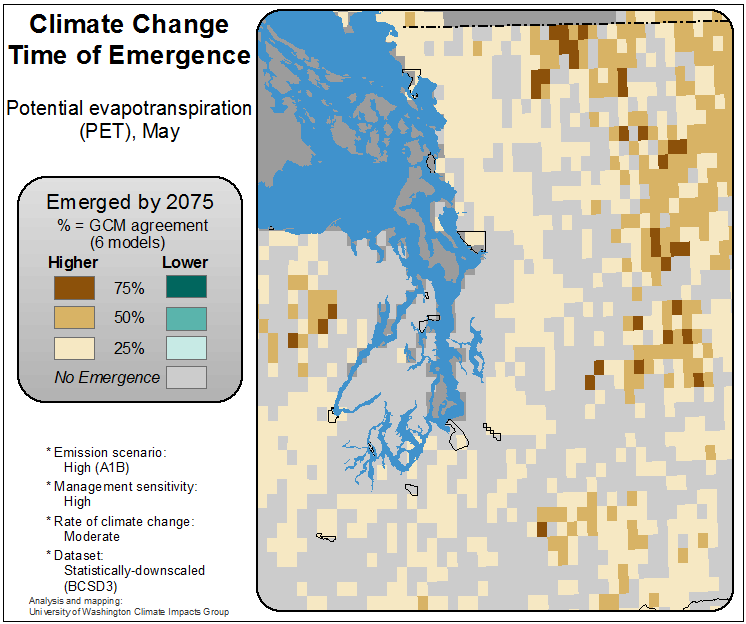 Climate Change
Time of Emergence
Potential evapotranspiration
(PET), May
Emerged by 2075
% = GCM agreement
(6 models)
Higher Lower
75%
50%
25%
No Emergence
* Emission scenario:
High (A1B)
* Management sensitivity:
High
* Rate of climate change:
Moderate
* Dataset:
Statistically-downscaled
(BCSD3)
Analysis and mapping:
University of Washington Climate Impacts Group